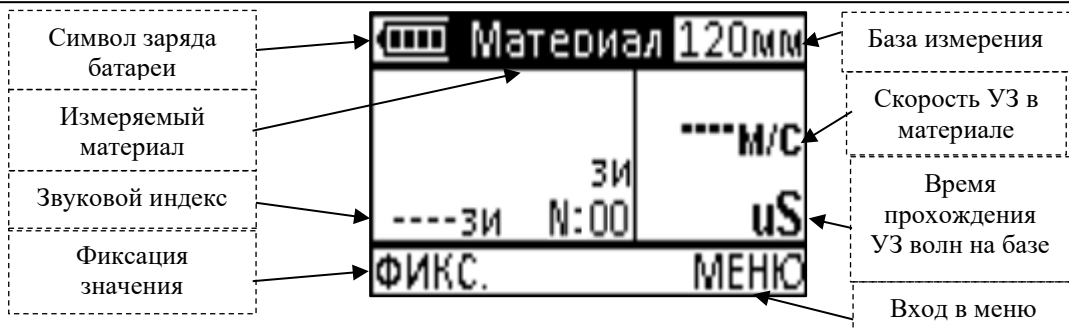 Символ заряда
батареи
Измеряемый
материал
Звуковой индекс
Фиксация
значения
Материал 120мм
----м/с
зи
----зи N:00 uS
ФИКС. МЕНЮ
База измерения
Скорость УЗ в
материале
Время
прохождения
УЗ волн на базе
Вход в меню